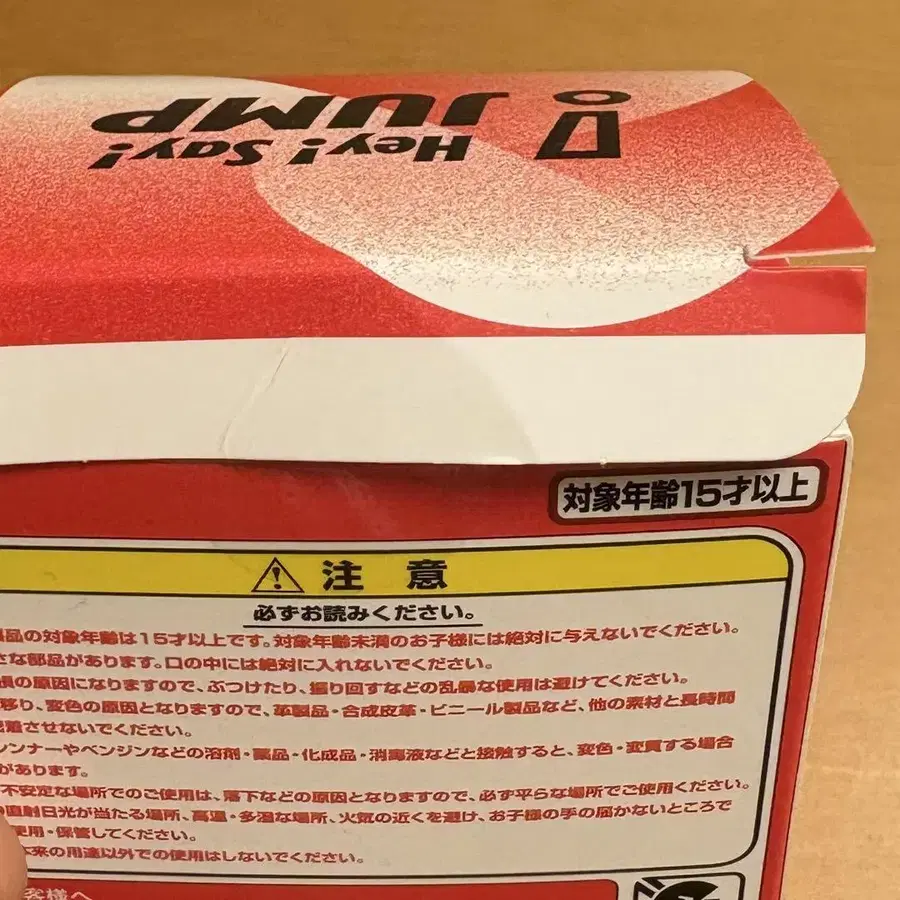 Hey! Say!
JUMP
対象年齢15才以上
注意
必ずお読みください。
品の対象年齢は15才以上です。対象年齢未満のお子様には絶対に与えないでください。
さな部品があります。口の中には絶対に入れないでください。
損の原因になりますので、ぶつけたり、振り回すなどの乱暴な使用は避けてください。
移り、変色の原因となりますので、革製品・合成皮革・ビニール製品など、他の素材と長時間
着させないでください。
シンナーやベンジンなどの溶剤・薬品・化成品・消毒液などと接触すると、変色・変質する場合
があります。
不安定な場所でのご使用は、落下などの原因となりますので、必ず平らな場所でご使用ください。
直射日光が当たる場所、高温・多湿な場所、火気の近くを避け、お子様の手の届かないところで
使用・保管してください。
本来の用途以外での使用はしないでください。
客様へ